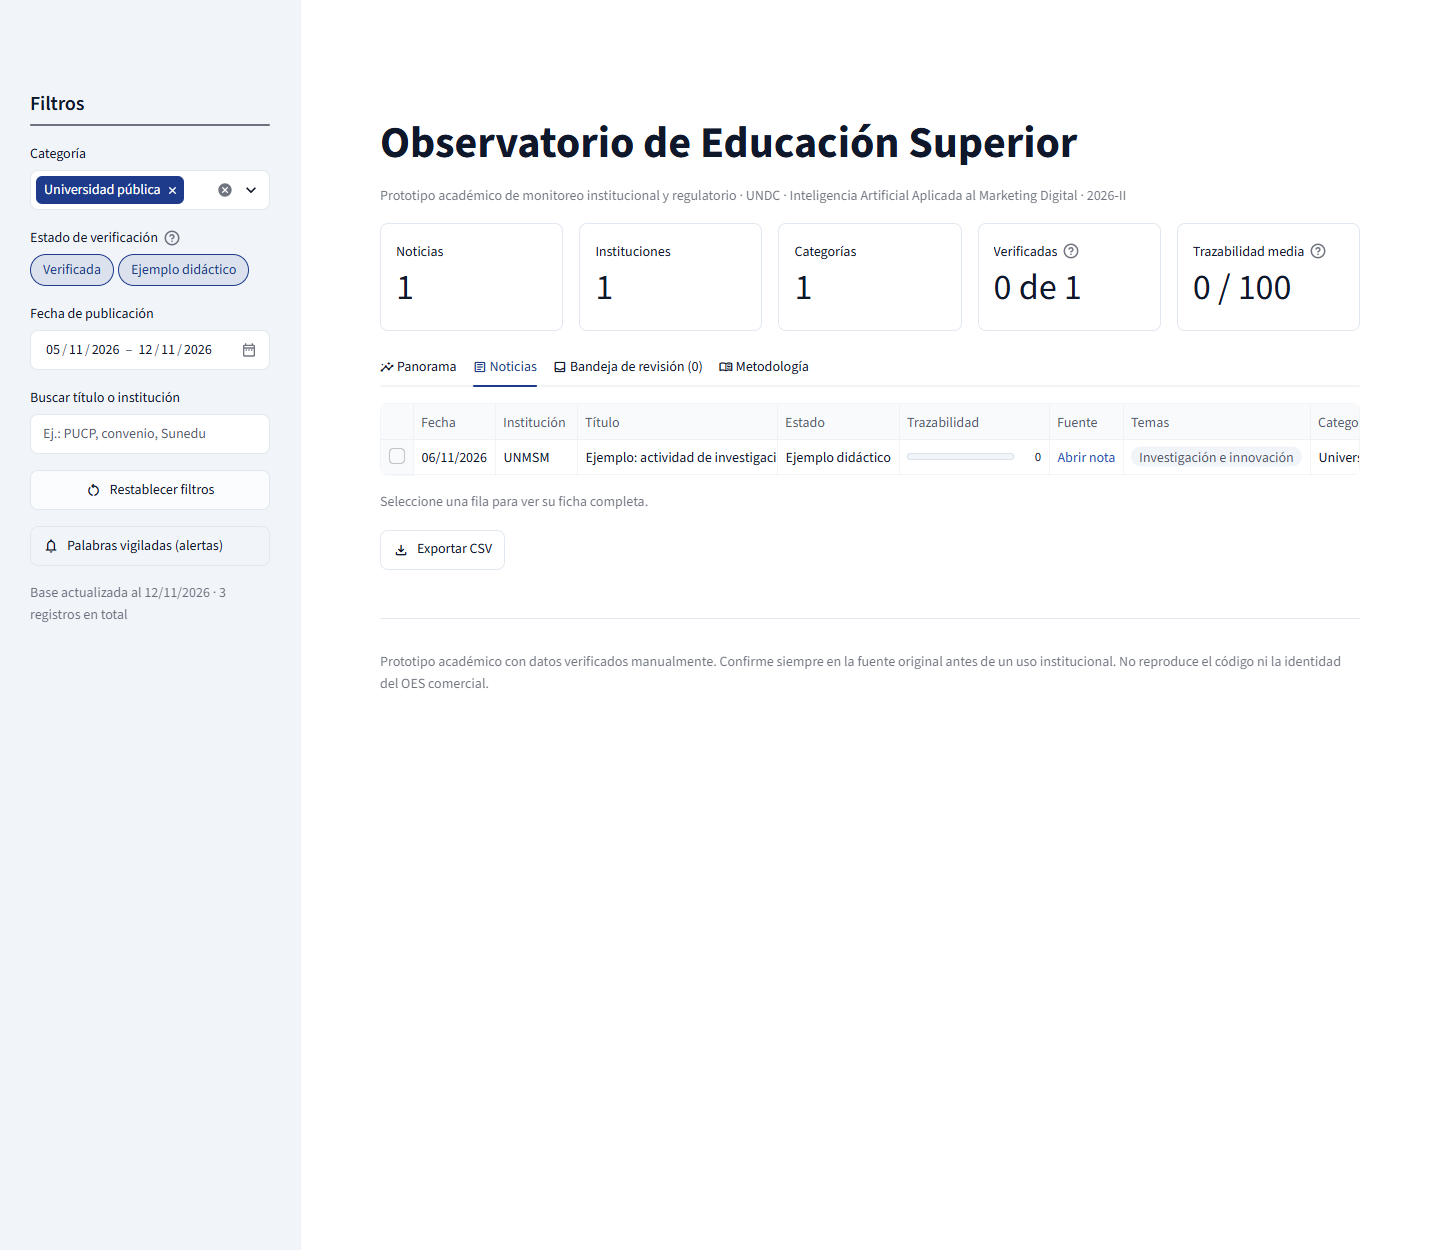 Filtros
Categoría
Universidad pública
Estado de verificación
Verificada
Ejemplo didáctico
Fecha de publicación
05 / 11 / 2026 – 12 / 11 / 2026
Buscar título o institución
Ej.: PUCP, convenio, Sunedu
Restablecer filtros
Palabras vigiladas (alertas)
Base actualizada al 12/11/2026 · 3
registros en total
Observatorio de Educación Superior
Prototipo académico de monitoreo institucional y regulatorio · UNDC · Inteligencia Artificial Aplicada al Marketing Digital · 2026-II
Noticias
1
Instituciones
1
Categorías
1
Verificadas
0 de 1
Trazabilidad media
0 / 100
Panorama Noticias Bandeja de revisión (0) Metodología
Fecha Institución Título Estado Trazabilidad Fuente Temas Catego
06/11/2026 UNMSM Ejemplo: actividad de investigaci Ejemplo didáctico 0 Abrir nota Investigación e innovación Univers
Seleccione una fila para ver su ficha completa.
Exportar CSV
Prototipo académico con datos verificados manualmente. Confirme siempre en la fuente original antes de un uso institucional. No reproduce el código ni la identidad
del OES comercial.